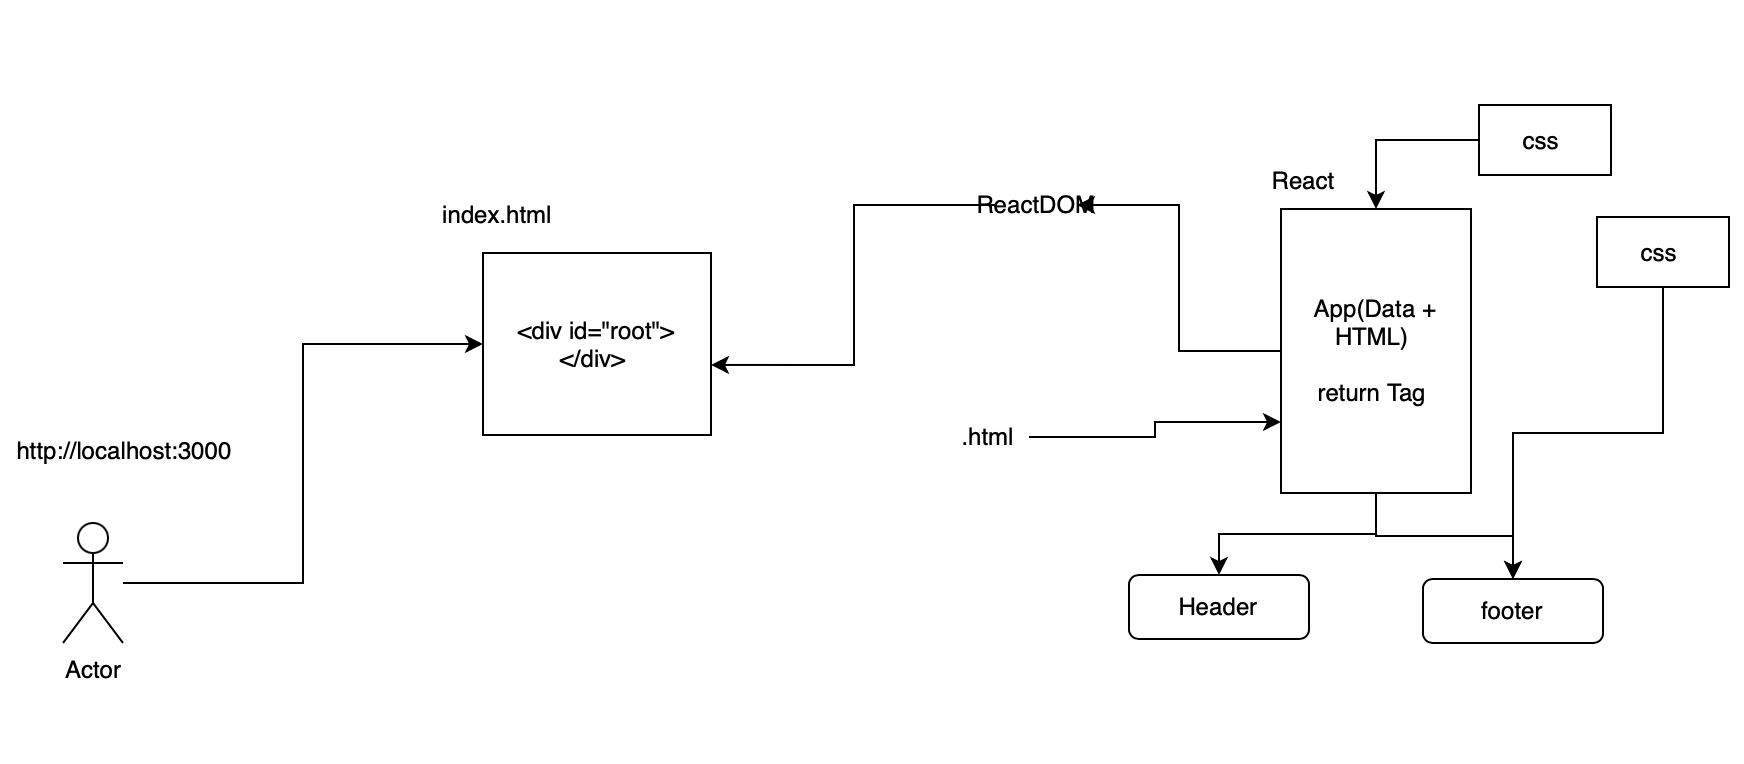 css
React
ReactDOM
index.html
css
App(Data +
HTML)
return Tag
<div id="root">
</div>
.html
http://localhost:3000
Header
footer
Actor